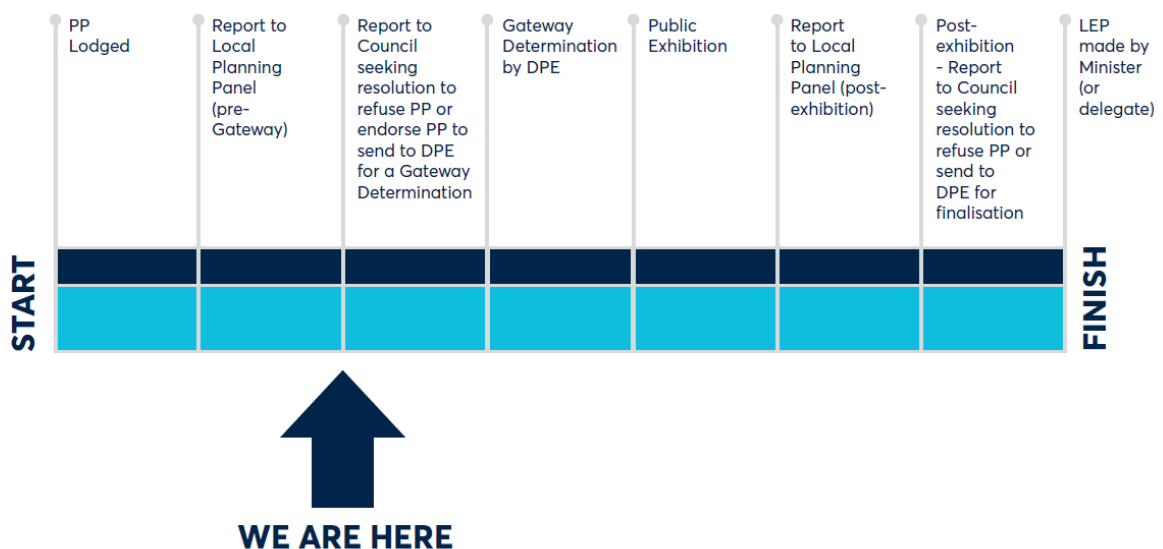 PP
Lodged
Report to
Local
Planning
Panel
(pre-
Gateway)
Report to
Council
seeking
resolution to
refuse PP or
endorse PP to
send to DPE
for a Gateway
Determination
Gateway
Determination
by DPE
Public
Exhibition
Report
to Local
Planning
Panel (post-
exhibition)
Post-
exhibition
- Report
to Council
seeking
resolution to
refuse PP or
send to
DPE for
finalisation
LEP
made by
Minister
(or
delegate)
START
FINISH
WE ARE HERE